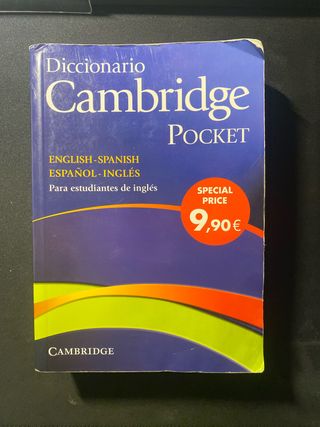 Diccionario
Cambridge
POCKET
ENGLISH-SPANISH
ESPAÑOL-INGLÉS
Para estudiantes de inglés
SPECIAL
PRICE
9,90€
CAMBRIDGE